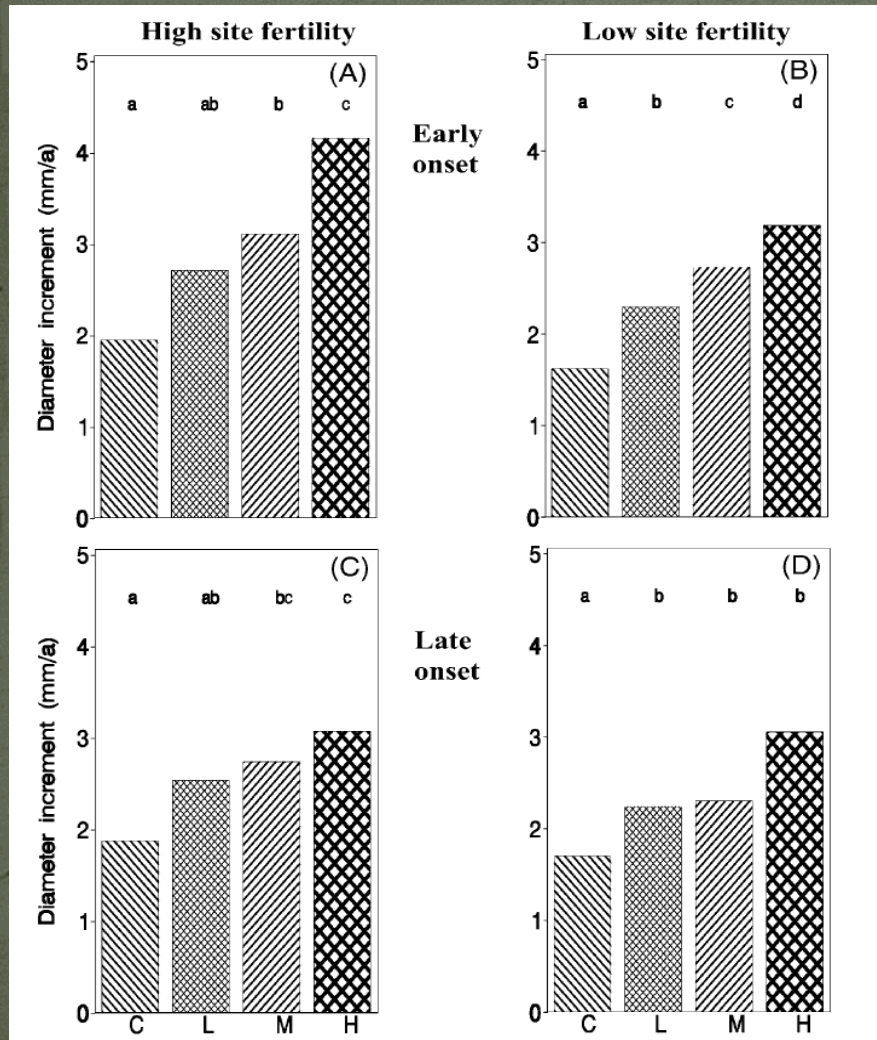 High site fertility
Low site fertility
Diameter increment (mm/a)
5
4
3
2
1
0
(A)
a ab b c
Early
onset
5
4
3
2
1
0
(B)
a b c d
Diameter increment (mm/a)
5
4
3
2
1
0
(C)
a ab bc c
C L M H
Late
onset
5
4
3
2
1
0
(D)
a b b b
C L M H